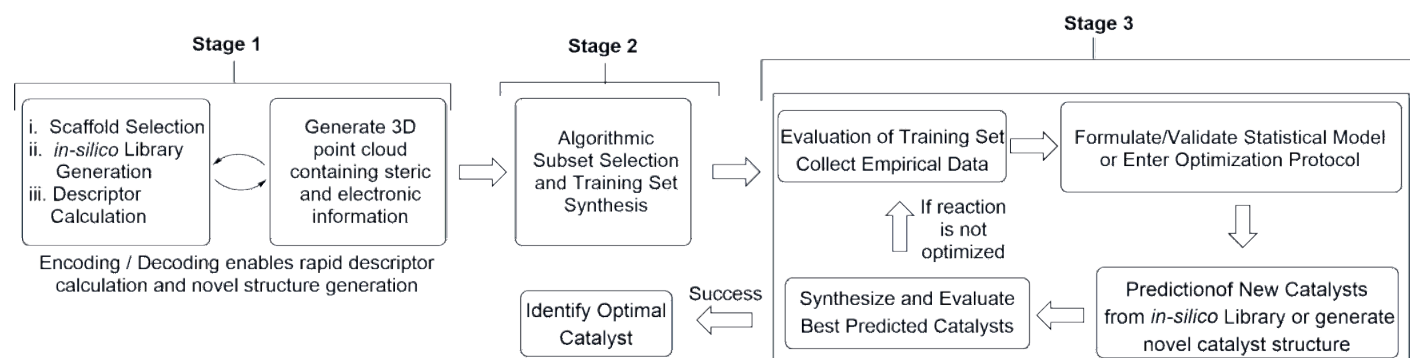 Stage 1
i. Scaffold Selection
ii. in-silico Library
Generation
iii. Descriptor
Calculation
Generate 3D
point cloud
containing steric
and electronic
information
Encoding / Decoding enables rapid descriptor
calculation and novel structure generation
Stage 2
Algorithmic
Subset Selection
and Training Set
Synthesis
Stage 3
Evaluation of Training Set
Collect Empirical Data
Formulate/Validate Statistical Model
or Enter Optimization Protocol
If reaction
is not
optimized
Predictionof New Catalysts
from in-silico Library or generate
novel catalyst structure
Synthesize and Evaluate
Best Predicted Catalysts
Success
Identify Optimal
Catalyst